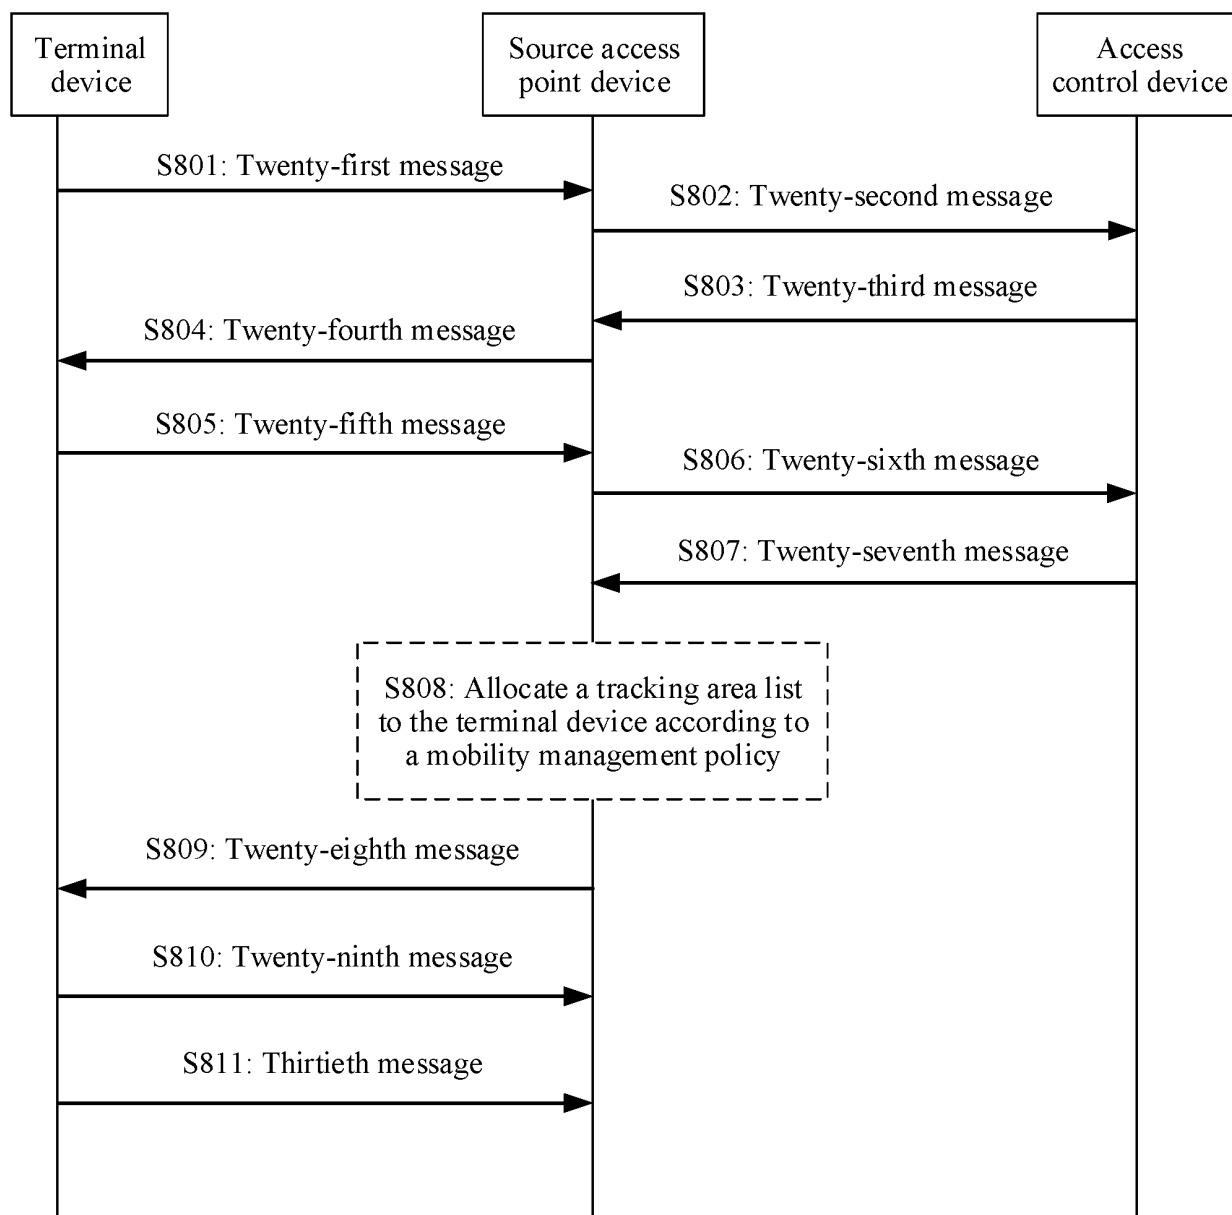 Terminal
device
Source access
point device
Access
control device
S801: Twenty-first message
S802: Twenty-second message
S803: Twenty-third message
S804: Twenty-fourth message
S805: Twenty-fifth message
S806: Twenty-sixth message
S807: Twenty-seventh message
S808: Allocate a tracking area list
to the terminal device according to
a mobility management policy
S809: Twenty-eighth message
S810: Twenty-ninth message
S811: Thirtieth message